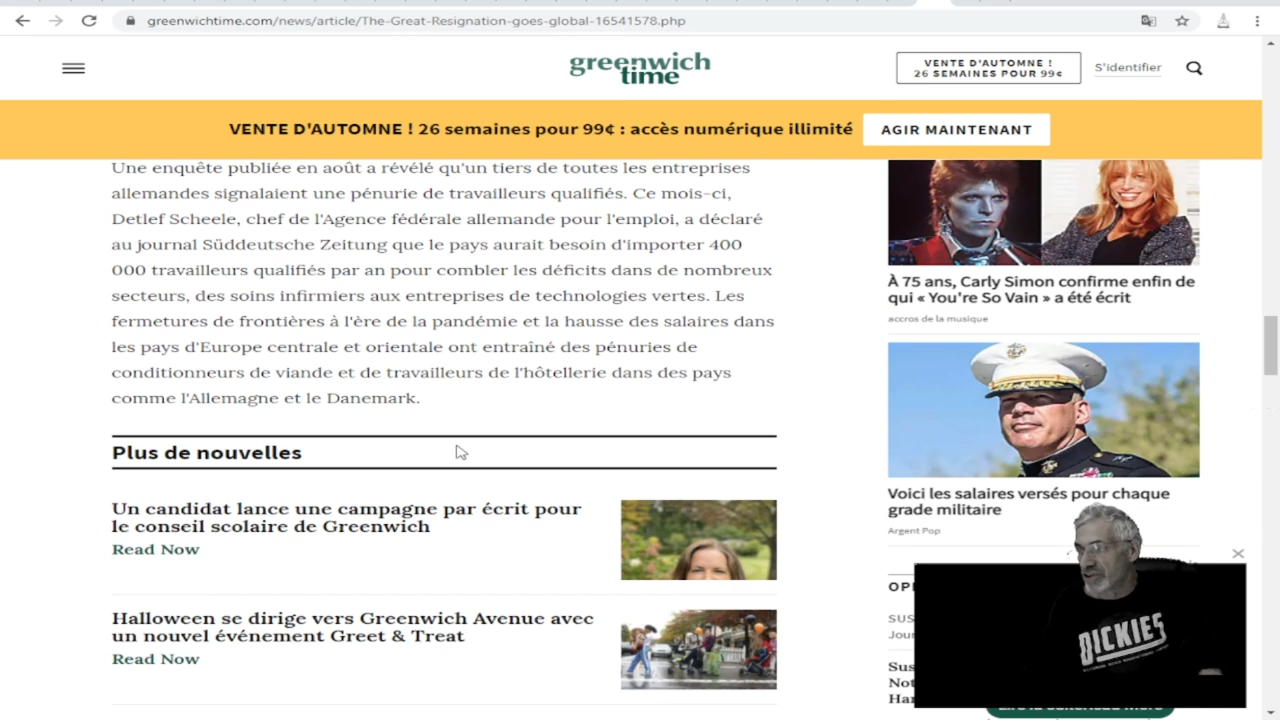 greenwichtime.com/news/article/The-Great-Resignation-goes-global-16541578.php
greenwich
time
VENTE D'AUTOMNE !
26 SEMAINES POUR 99¢
S'identifier
VENTE D'AUTOMNE ! 26 semaines pour 99¢ : accès numérique illimité
AGIR MAINTENANT
Une enquête publiée en août a révélé qu'un tiers de toutes les entreprises
allemandes signalaient une pénurie de travailleurs qualifiés. Ce mois-ci,
Detlef Scheele, chef de l'Agence fédérale allemande pour l'emploi, a déclaré
au journal Süddeutsche Zeitung que le pays aurait besoin d'importer 400
000 travailleurs qualifiés par an pour combler les déficits dans de nombreux
secteurs, des soins infirmiers aux entreprises de technologies vertes. Les
fermetures de frontières à l'ère de la pandémie et la hausse des salaires dans
les pays d'Europe centrale et orientale ont entraîné des pénuries de
conditionneurs de viande et de travailleurs de l'hôtellerie dans des pays
comme l'Allemagne et le Danemark.
Plus de nouvelles
Un candidat lance une campagne par écrit pour
le conseil scolaire de Greenwich
Read Now
Halloween se dirige vers Greenwich Avenue avec
un nouvel événement Greet & Treat
Read Now
À 75 ans, Carly Simon confirme enfin de
qui « You're So Vain » a été écrit
accros de la musique
Voici les salaires versés pour chaque
grade militaire
Argent Pop
DICKIES